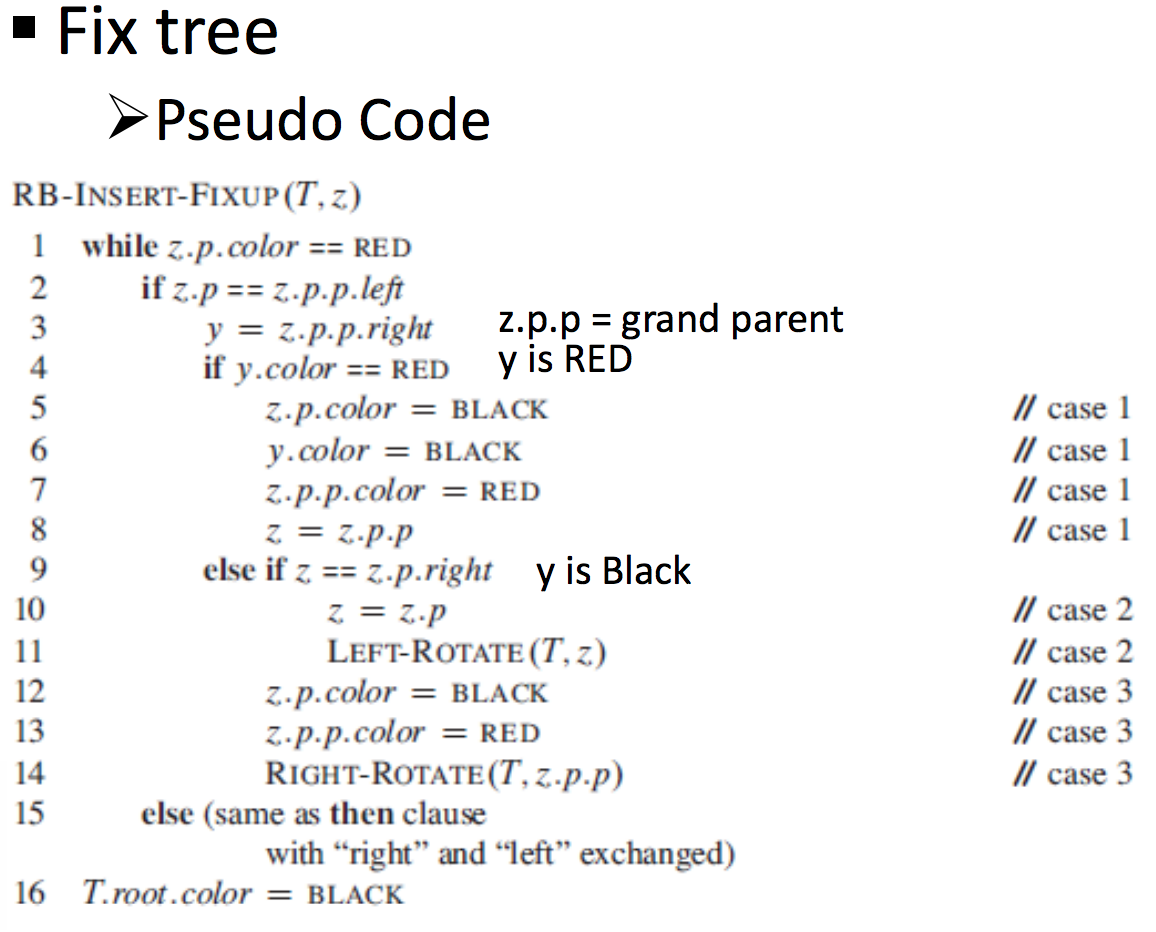 ▪ Fix tree
➢Pseudo Code
RB-INSERT-FIXUP(T, z)
1 while z.p.color == RED
2 if z.p == z.p.p.left
3 y = z.p.p.right z.p.p = grand parent
4 if y.color == RED y is RED
5 z.p.color = BLACK // case 1
6 y.color = BLACK // case 1
7 z.p.p.color = RED // case 1
8 z = z.p.p // case 1
9 else if z == z.p.right y is Black
10 z = z.p // case 2
11 LEFT-ROTATE(T, z) // case 2
12 z.p.color = BLACK // case 3
13 z.p.p.color = RED // case 3
14 RIGHT-ROTATE(T, z.p.p) // case 3
15 else (same as then clause
with “right” and “left” exchanged)
16 T.root.color = BLACK